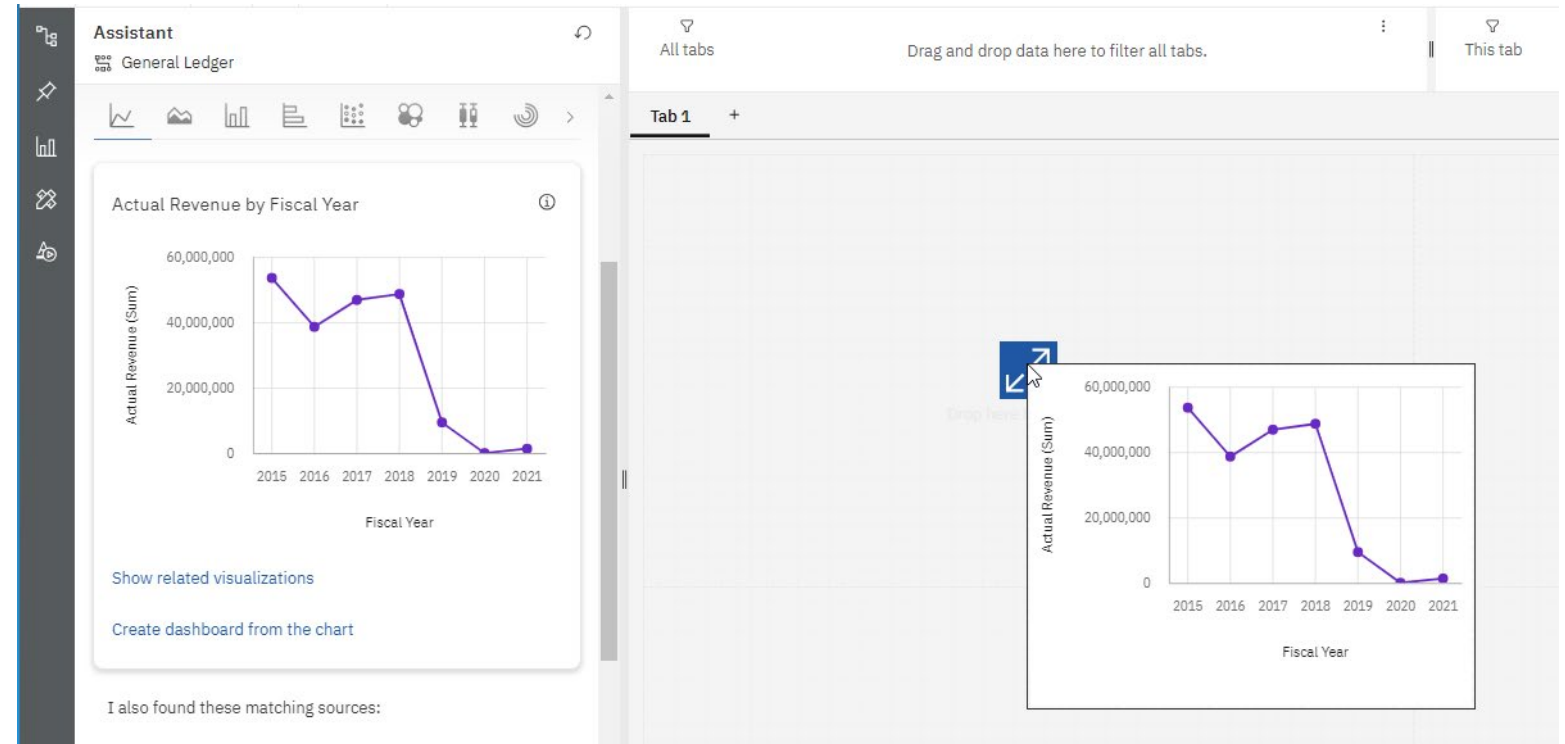 Assistant
General Ledger
Actual Revenue by Fiscal Year
Actual Revenue (Sum)
60,000,000
40,000,000
20,000,000
0
2015 2016 2017 2018 2019 2020 2021
Fiscal Year
Show related visualizations
Create dashboard from the chart
I also found these matching sources:
All tabs
Drag and drop data here to filter all tabs.
This tab
Tab 1 +
Drop here
Actual Revenue (Sum)
60,000,000
40,000,000
20,000,000
0
2015 2016 2017 2018 2019 2020 2021
Fiscal Year